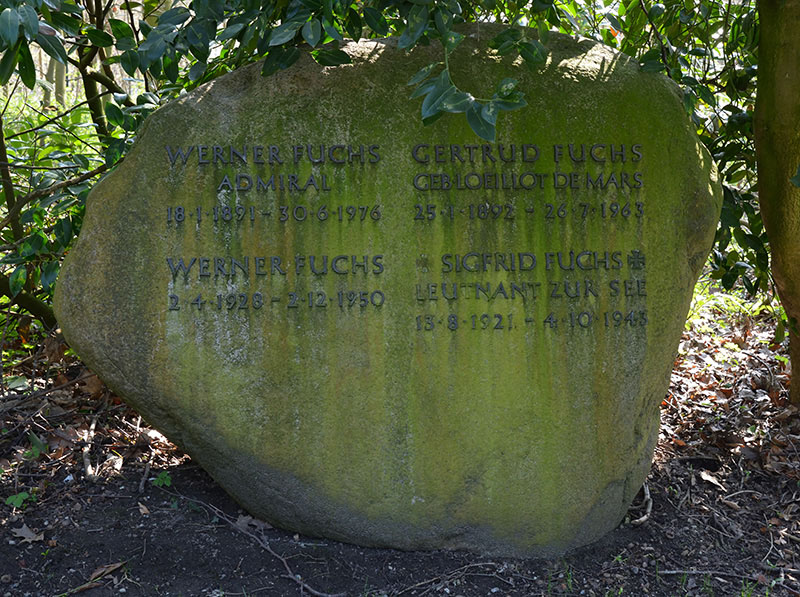 WERNER FUCHS
ADMIRAL
18·1·1891 – 30·6·1976
GERTRUD FUCHS
GEB·LOEILLOT DE MARS
25·1·1892 – 26·7·1963
WERNER FUCHS
2·4·1928 – 2·12·1950
SIGFRID FUCHS
LEUTNANT ZUR SEE
13·8·1921 – 4·10·1943